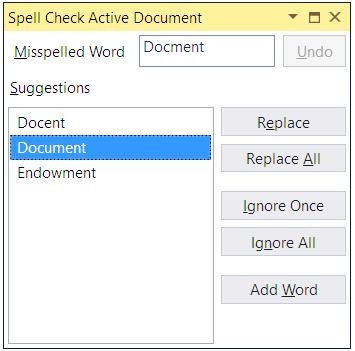 Spell Check Active Document
Misspelled Word Docment Undo
Suggestions
Docent
Document
Endowment
Replace
Replace All
Ignore Once
Ignore All
Add Word